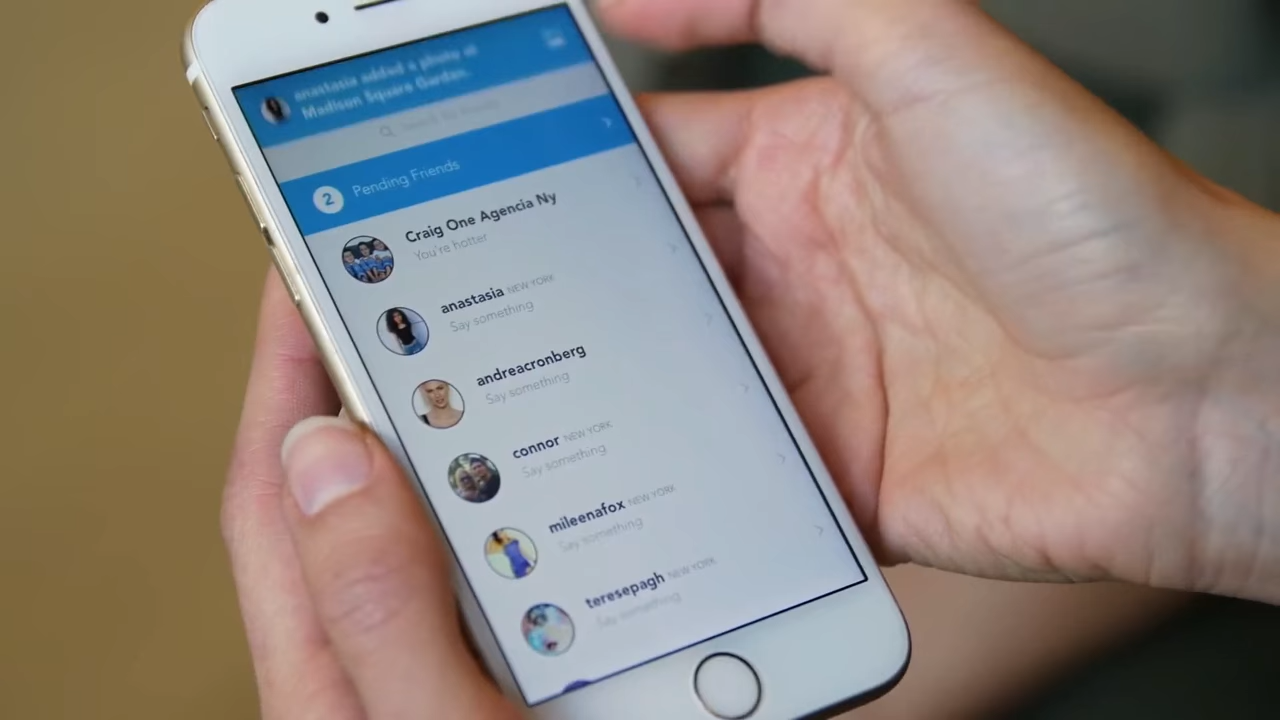 anastasia added a photo at
Madison Square Garden.
2 Pending Friends
Craig One Agencia Ny
You're hotter
anastasia NEW YORK
Say something
andreacronberg
Say something
connor NEW YORK
Say something
mileenafox NEW YORK
Say something
teresepagh NEW YORK
Say something